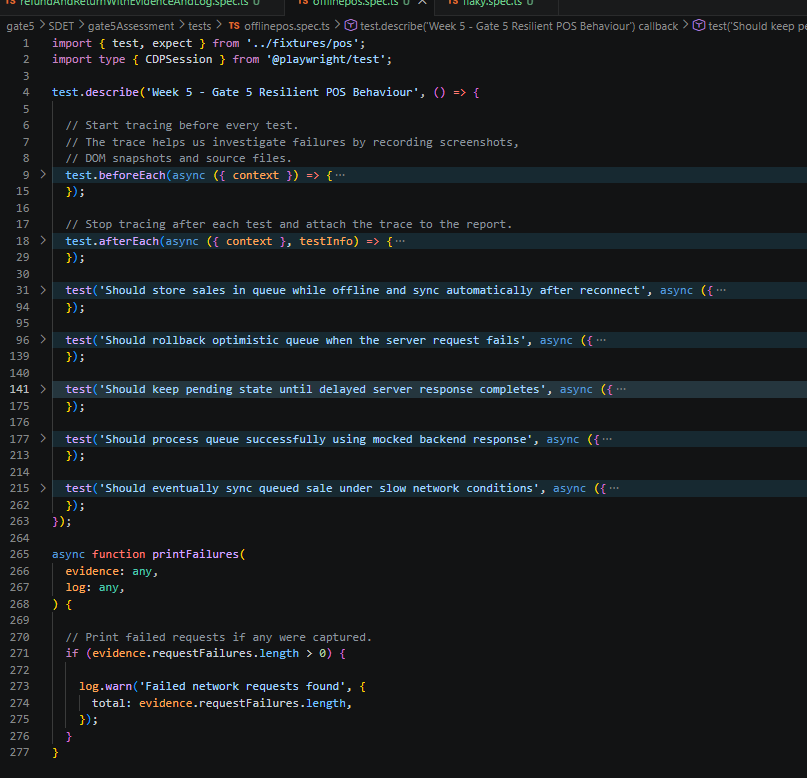 refundAndReturnWithEvidenceAndLog.spec.ts U offlinepos.spec.ts U flaky.spec.ts U
gate5 > SDET > gate5Assessment > tests > TS offlinepos.spec.ts > test.describe('Week 5 - Gate 5 Resilient POS Behaviour') callback > test('Should keep pe
1 import { test, expect } from '../fixtures/pos';
2 import type { CDPSession } from '@playwright/test';
3
4 test.describe('Week 5 - Gate 5 Resilient POS Behaviour', () => {
5
6 // Start tracing before every test.
7 // The trace helps us investigate failures by recording screenshots,
8 // DOM snapshots and source files.
9 > test.beforeEach(async ({ context }) => {···
15 });
16
17 // Stop tracing after each test and attach the trace to the report.
18 > test.afterEach(async ({ context }, testInfo) => {···
29 });
30
31 > test('Should store sales in queue while offline and sync automatically after reconnect', async ({···
94 });
95
96 > test('Should rollback optimistic queue when the server request fails', async ({···
139 });
140
141 > test('Should keep pending state until delayed server response completes', async ({···
175 });
176
177 > test('Should process queue successfully using mocked backend response', async ({···
213 });
214
215 > test('Should eventually sync queued sale under slow network conditions', async ({···
262 });
263 });
264
265 async function printFailures(
266 evidence: any,
267 log: any,
268 ) {
269
270 // Print failed requests if any were captured.
271 if (evidence.requestFailures.length > 0) {
272
273 log.warn('Failed network requests found', {
274 total: evidence.requestFailures.length,
275 });
276 }
277 }